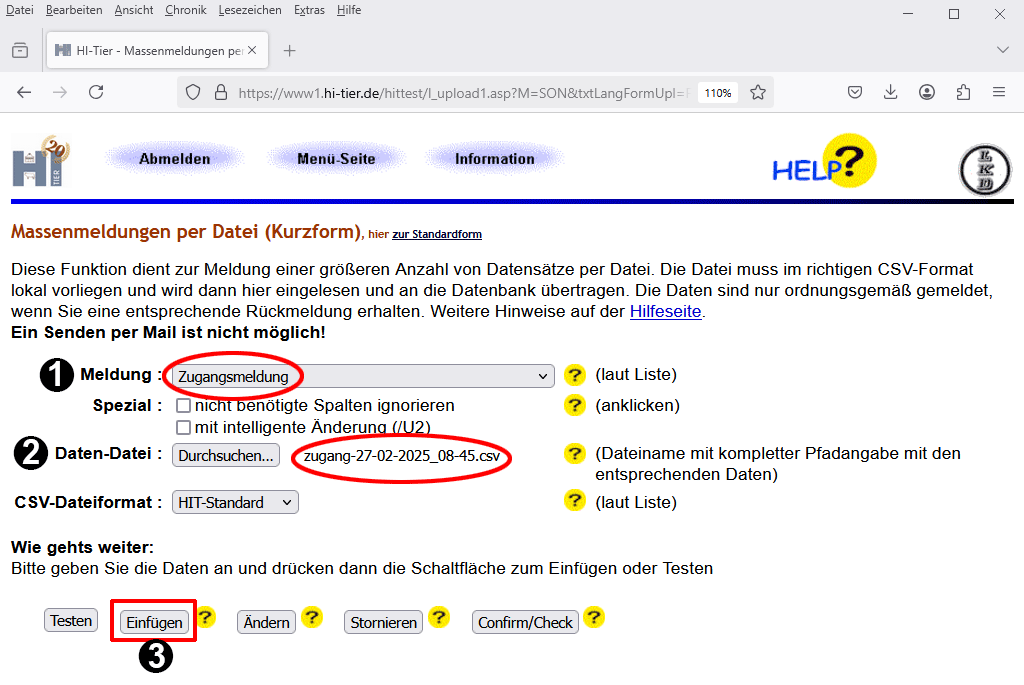 Datei Bearbeiten Ansicht Chronik Lesezeichen Extras Hilfe
HI-Tier - Massenmeldungen per
https://www1.hi-tier.de/hittest/l_upload1.asp?M=SON&txtLangFormUpl= 110%
20
HI
TIER
Abmelden Menü-Seite Information HELP?
LKD
Massenmeldungen per Datei (Kurzform), hier zur Standardform
Diese Funktion dient zur Meldung einer größeren Anzahl von Datensätze per Datei. Die Datei muss im richtigen CSV-Format
lokal vorliegen und wird dann hier eingelesen und an die Datenbank übertragen. Die Daten sind nur ordnungsgemäß gemeldet,
wenn Sie eine entsprechende Rückmeldung erhalten. Weitere Hinweise auf der Hilfeseite.
Ein Senden per Mail ist nicht möglich!
1 Meldung : Zugangsmeldung ? (laut Liste)
Spezial : nicht benötigte Spalten ignorieren ? (anklicken)
mit intelligente Änderung (/U2)
2 Daten-Datei : Durchsuchen... zugang-27-02-2025_08-45.csv ? (Dateiname mit kompletter Pfadangabe mit den
entsprechenden Daten)
CSV-Dateiformat : HIT-Standard ? (laut Liste)
Wie gehts weiter:
Bitte geben Sie die Daten an und drücken dann die Schaltfläche zum Einfügen oder Testen
Testen Einfügen ? Ändern ? Stornieren ? Confirm/Check ?
3